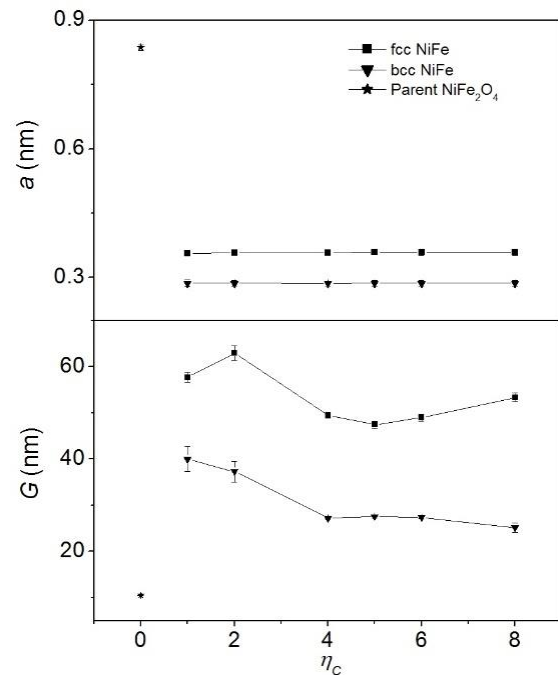 0.9
fcc NiFe
bcc NiFe
Parent NiFe₂O₄
0.6
a (nm)
0.3
60
40
G (nm)
20
0 2 4 6 8
η_C